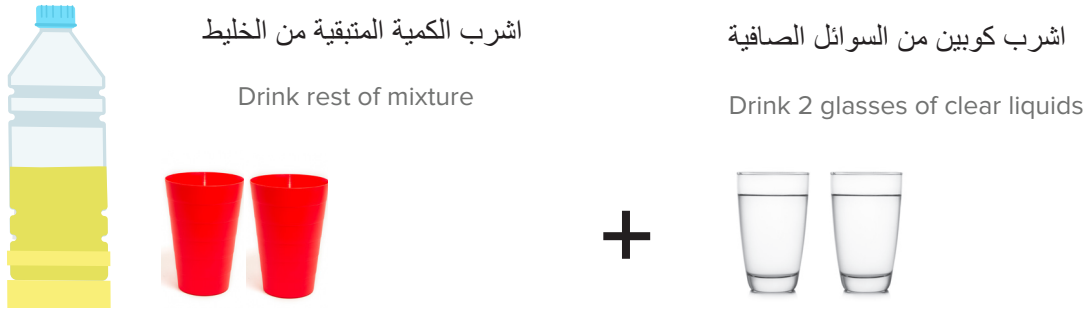 اشرب الكمية المتبقية من الخليط
Drink rest of mixture
اشرب كوبين من السوائل الصافية
Drink 2 glasses of clear liquids
+